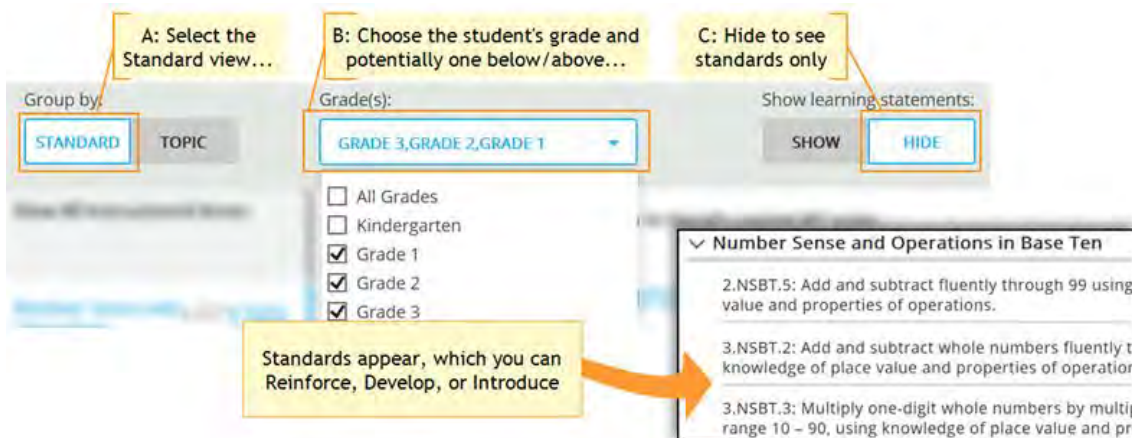 A: Select the
Standard view...
B: Choose the student's grade and
potentially one below/above...
C: Hide to see
standards only
Group by:
Grade(s):
Show learning statements:
STANDARD
TOPIC
GRADE 3,GRADE 2,GRADE 1
SHOW
HIDE
All Grades
Kindergarten
Grade 1
Grade 2
Grade 3
Standards appear, which you can
Reinforce, Develop, or Introduce
Number Sense and Operations in Base Ten
2.NSBT.5: Add and subtract fluently through 99 using
value and properties of operations.
3.NSBT.2: Add and subtract whole numbers fluently t
knowledge of place value and properties of operation
3.NSBT.3: Multiply one-digit whole numbers by multip
range 10 – 90, using knowledge of place value and pr